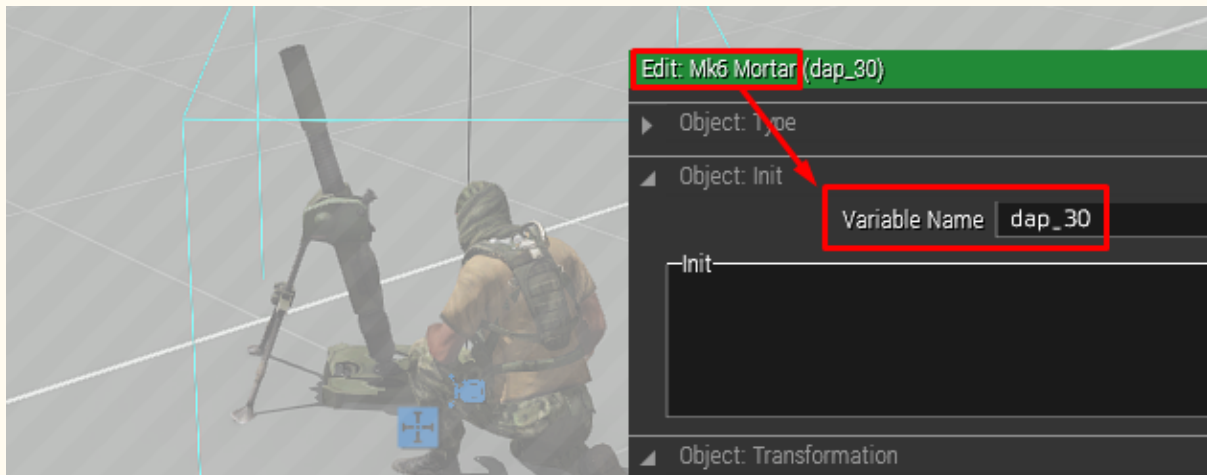 Edit: Mk6 Mortar (dap_30)
Object: Type
Object: Init
Variable Name dap_30
Init
Object: Transformation